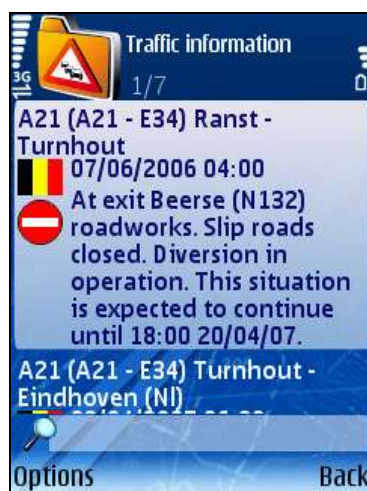 Traffic information
3G
1/7
A21 (A21 - E34) Ranst -
Turnhout
07/06/2006 04:00
At exit Beerse (N132)
roadworks. Slip roads
closed. Diversion in
operation. This situation
is expected to continue
until 18:00 20/04/07.
A21 (A21 - E34) Turnhout -
Eindhoven (Nl)
Options
Back